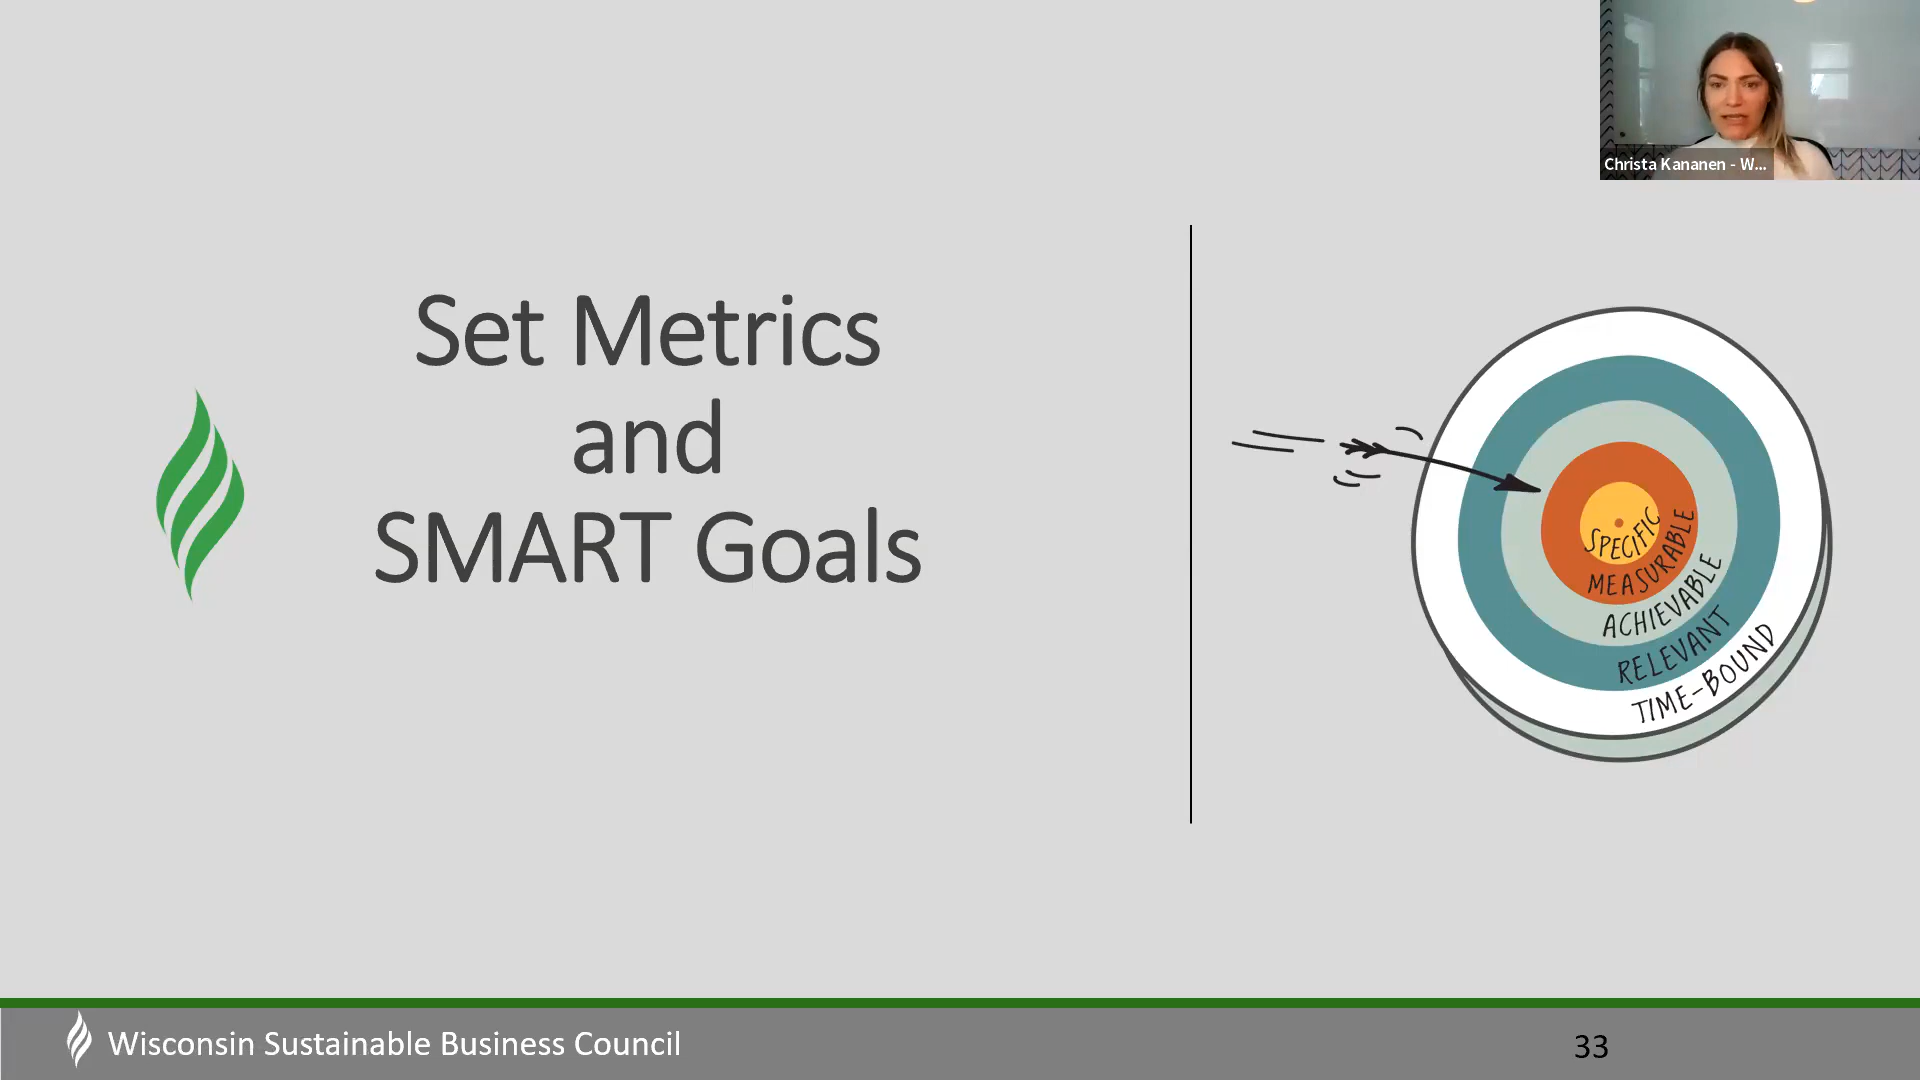 Christa Kananen - W...
Set Metrics
and
SMART Goals
SPECIFIC
MEASURABLE
ACHIEVABLE
RELEVANT
TIME-BOUND
Wisconsin Sustainable Business Council
33